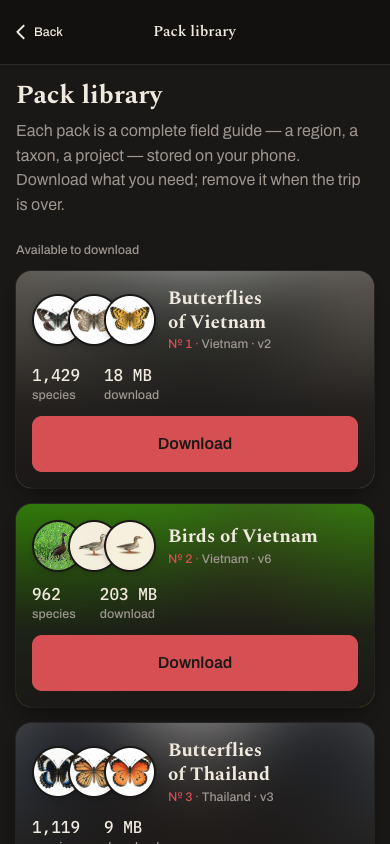 Back
Pack library
Pack library
Each pack is a complete field guide — a region, a
taxon, a project — stored on your phone.
Download what you need; remove it when the trip
is over.
Available to download
Butterflies
of Vietnam
Nº 1 · Vietnam · v2
1,429 18 MB
species download
Download
Birds of Vietnam
Nº 2 · Vietnam · v6
962 203 MB
species download
Download
Butterflies
of Thailand
Nº 3 · Thailand · v3
1,119 9 MB